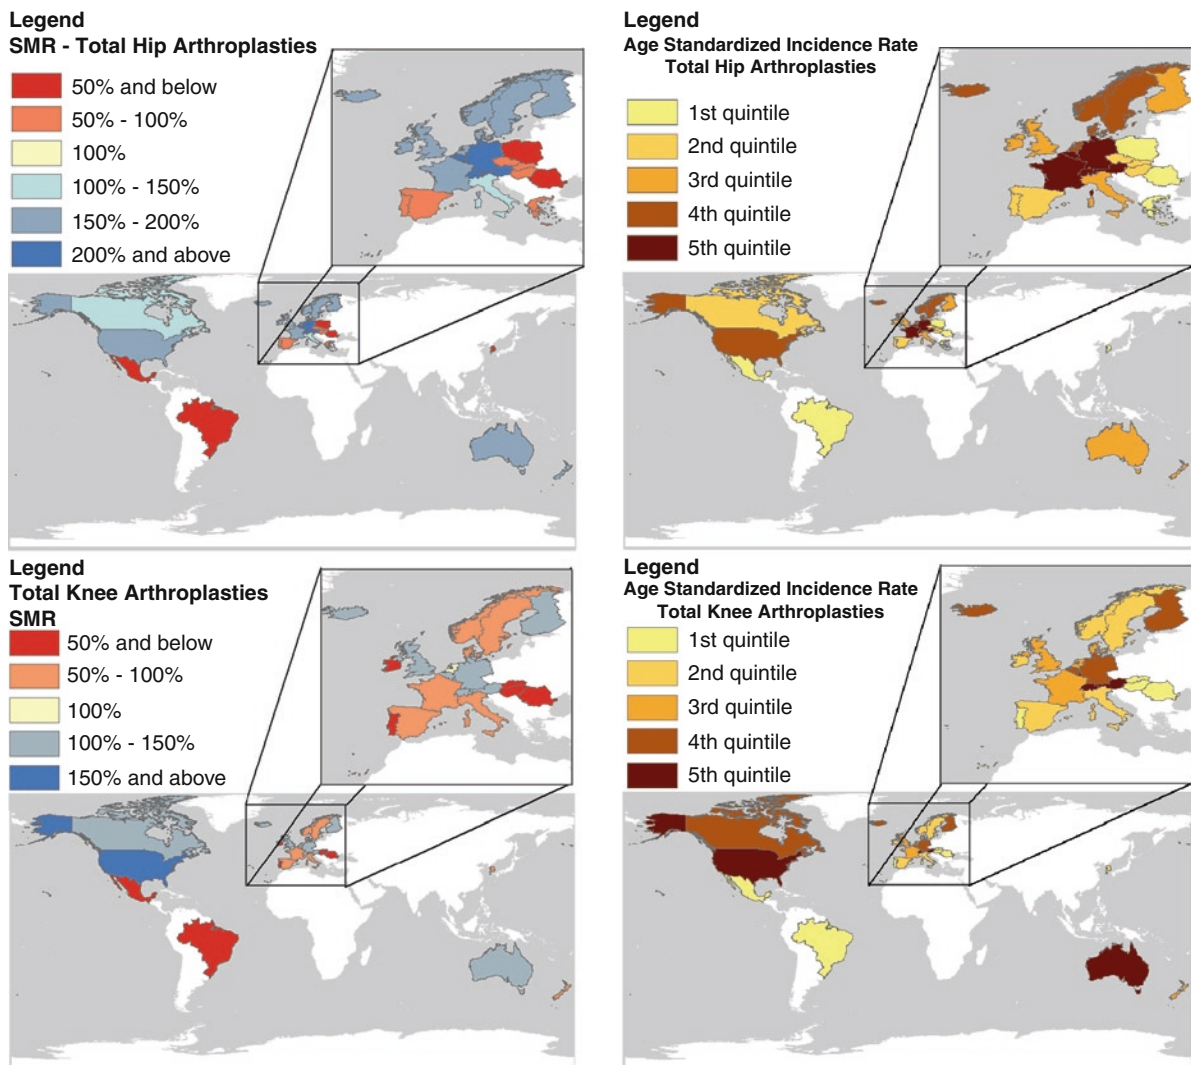 Legend
SMR - Total Hip Arthroplasties
50% and below
50% - 100%
100%
100% - 150%
150% - 200%
200% and above
Legend
Age Standardized Incidence Rate
Total Hip Arthroplasties
1st quintile
2nd quintile
3rd quintile
4th quintile
5th quintile
Legend
Total Knee Arthroplasties
SMR
50% and below
50% - 100%
100%
100% - 150%
150% and above
Legend
Age Standardized Incidence Rate
Total Knee Arthroplasties
1st quintile
2nd quintile
3rd quintile
4th quintile
5th quintile